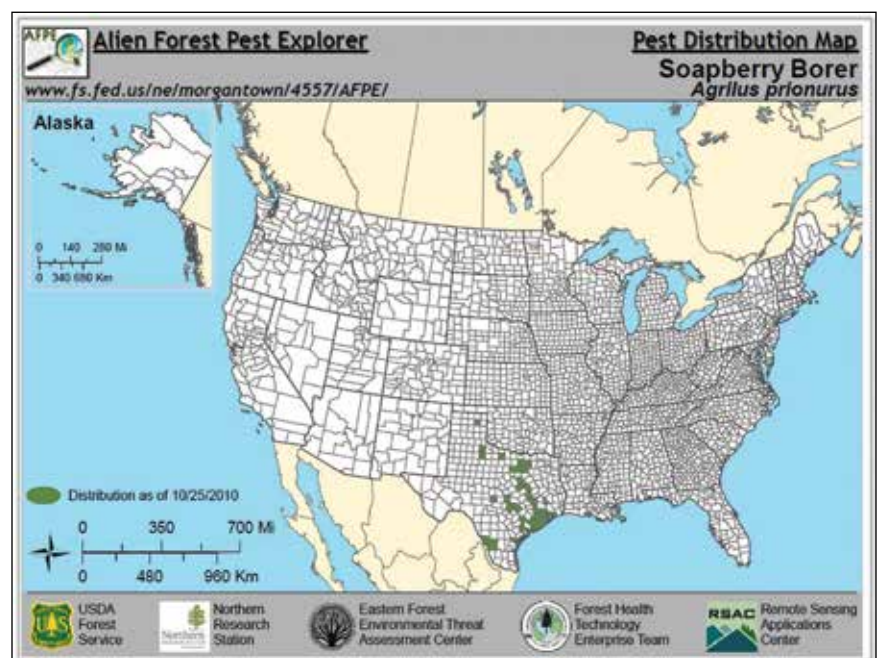 AFPE
Alien Forest Pest Explorer
Pest Distribution Map
Soapberry Borer
www.fs.fed.us/ne/morgantown/4557/AFPE/
Agrilus prionurus
Alaska
0 140 280 Mi
0 340 680 Km
Distribution as of 10/25/2010
0 350 700 Mi
0 480 960 Km
UAS
USDA
Forest
Service
Northern
Northern
Research
Station
Eastern Forest
Environmental Threat
Assessment Center
Forest Health
Technology
Enterprise Team
RSAC
Remote Sensing
Applications
Center